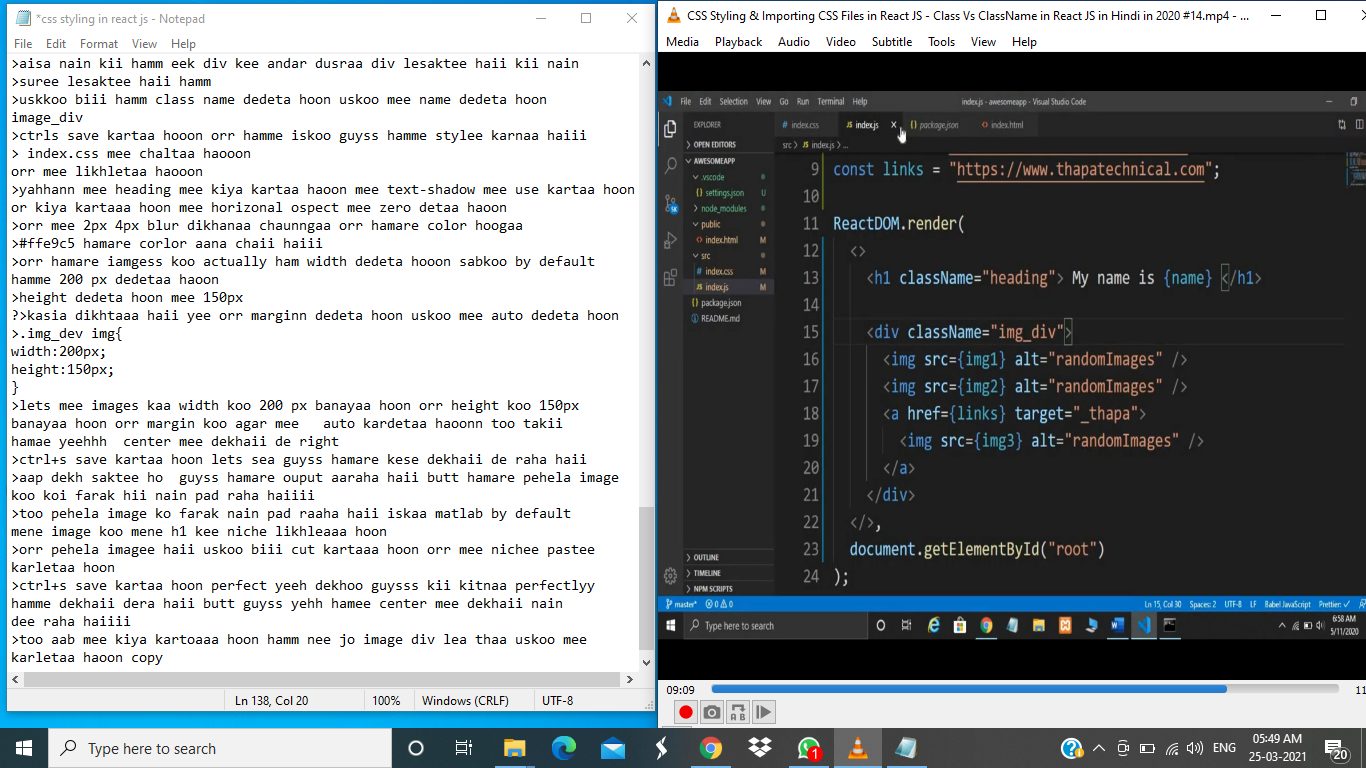 *css styling in react js - Notepad
File Edit Format View Help
>aisa nain kii hamm eek div kee andar dusraa div lesaktee haii kii nain
>suree lesaktee haii hamm
>uskkoo biii hamm class name dedeta hoon uskoo mee name dedeta hoon
image_div
>ctrls save kartaa hooon orr hamme iskoo guyss hamme stylee karnaa haiii
> index.css mee chaltaa haooon
orr mee likhletaa haooon
>yahhann mee heading mee kiya kartaa haoon mee text-shadow mee use kartaa hoon
or kiya kartaaa hoon mee horizonal ospect mee zero detaa haoon
>orr mee 2px 4px blur dikhanaa chaunngaa orr hamare color hoogaa
>#ffe9c5 hamare corlor aana chaii haiii
>orr hamare iamgess koo actually ham width dedeta hooon sabkoo by default
hamme 200 px dedetaa haoon
>height dedeta hoon mee 150px
?>kasia dikhtaaa haii yee orr marginn dedeta hoon uskoo mee auto dedeta hoon
>.img_dev img{
width:200px;
height:150px;
}
>lets mee images kaa width koo 200 px banayaa hoon orr height koo 150px
banayaa hoon orr margin koo agar mee auto kardetaa haoonn too takii
hamae yeehhh center mee dekhaii de right
>ctrl+s save kartaa hoon lets sea guyss hamare kese dekhaii de raha haii
>aap dekh saktee ho guyss hamare ouput aaraha haii butt hamare pehela image
koo koi farak hii nain pad raha haiiii
>too pehela image ko farak nain pad raaha haii iskaa matlab by default
mene image koo mene h1 kee niche likhleaaa hoon
>orr pehela imagee haii uskoo biii cut kartaaa hoon orr mee nichee pastee
karletaa hoon
>ctrl+s save kartaa hoon perfect yeeh dekhoo guysss kii kitnaa perfectlyy
hamme dekhaii dera haii butt guyss yehh hamee center mee dekhaii nain
dee raha haiiii
>too aab mee kiya kartoaaa hoon hamm nee jo image div lea thaa uskoo mee
karletaa haoon copy
Ln 138, Col 20 100% Windows (CRLF) UTF-8
CSS Styling & Importing CSS Files in React JS - Class Vs ClassName in React JS in Hindi in 2020 #14.mp4 - ...
Media Playback Audio Video Subtitle Tools View Help
File Edit Selection View Go Run Terminal Help index.js - awesomeapp - Visual Studio Code
EXPLORER
OPEN EDITORS
AWESOMEAPP
.vscode
settings.json U
node_modules
public
index.html M
src
index.css M
index.js M
package.json
README.md
OUTLINE
TIMELINE
NPM SCRIPTS
index.css index.js package.json index.html
src > index.js > ...
9 const links = "https://www.thapatechnical.com";
10
11 ReactDOM.render(
12 <>
13 <h1 className="heading"> My name is {name} </h1>
14
15 <div className="img_div">
16 <img src={img1} alt="randomImages" />
17 <img src={img2} alt="randomImages" />
18 <a href={links} target="_thapa">
19 <img src={img3} alt="randomImages" />
20 </a>
21 </div>
22 </>,
23 document.getElementById("root")
24 );
master* 0 0 Ln 15, Col 30 Spaces: 2 UTF-8 LF Babel JavaScript Prettier: ✓
Type here to search
6:58 AM
5/11/2020
09:09
11
Type here to search
1
ENG
05:49 AM
25-03-2021
20